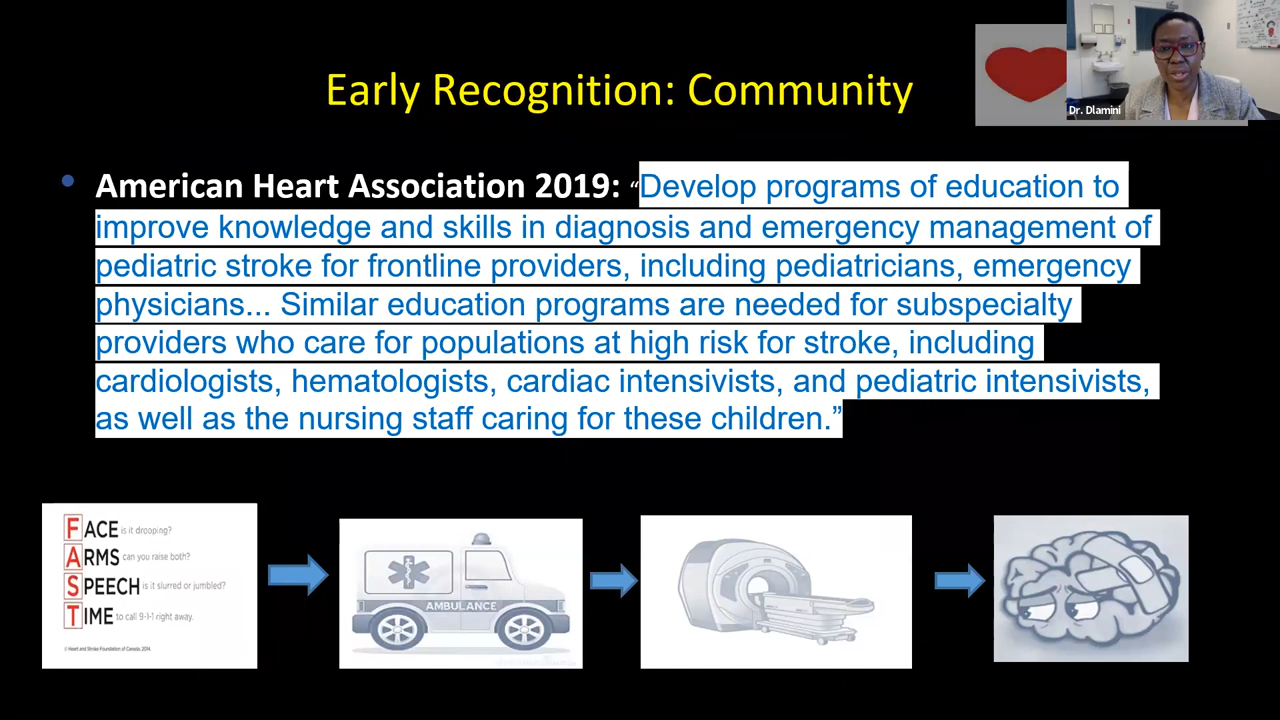 Early Recognition: Community
Dr. Dlamini
• American Heart Association 2019: “Develop programs of education to
improve knowledge and skills in diagnosis and emergency management of
pediatric stroke for frontline providers, including pediatricians, emergency
physicians... Similar education programs are needed for subspecialty
providers who care for populations at high risk for stroke, including
cardiologists, hematologists, cardiac intensivists, and pediatric intensivists,
as well as the nursing staff caring for these children.”
FACE is it drooping?
ARMS can you raise both?
SPEECH is it slurred or jumbled?
TIME to call 9-1-1 right away.
© Heart and Stroke Foundation of Canada, 2014.
AMBULANCE